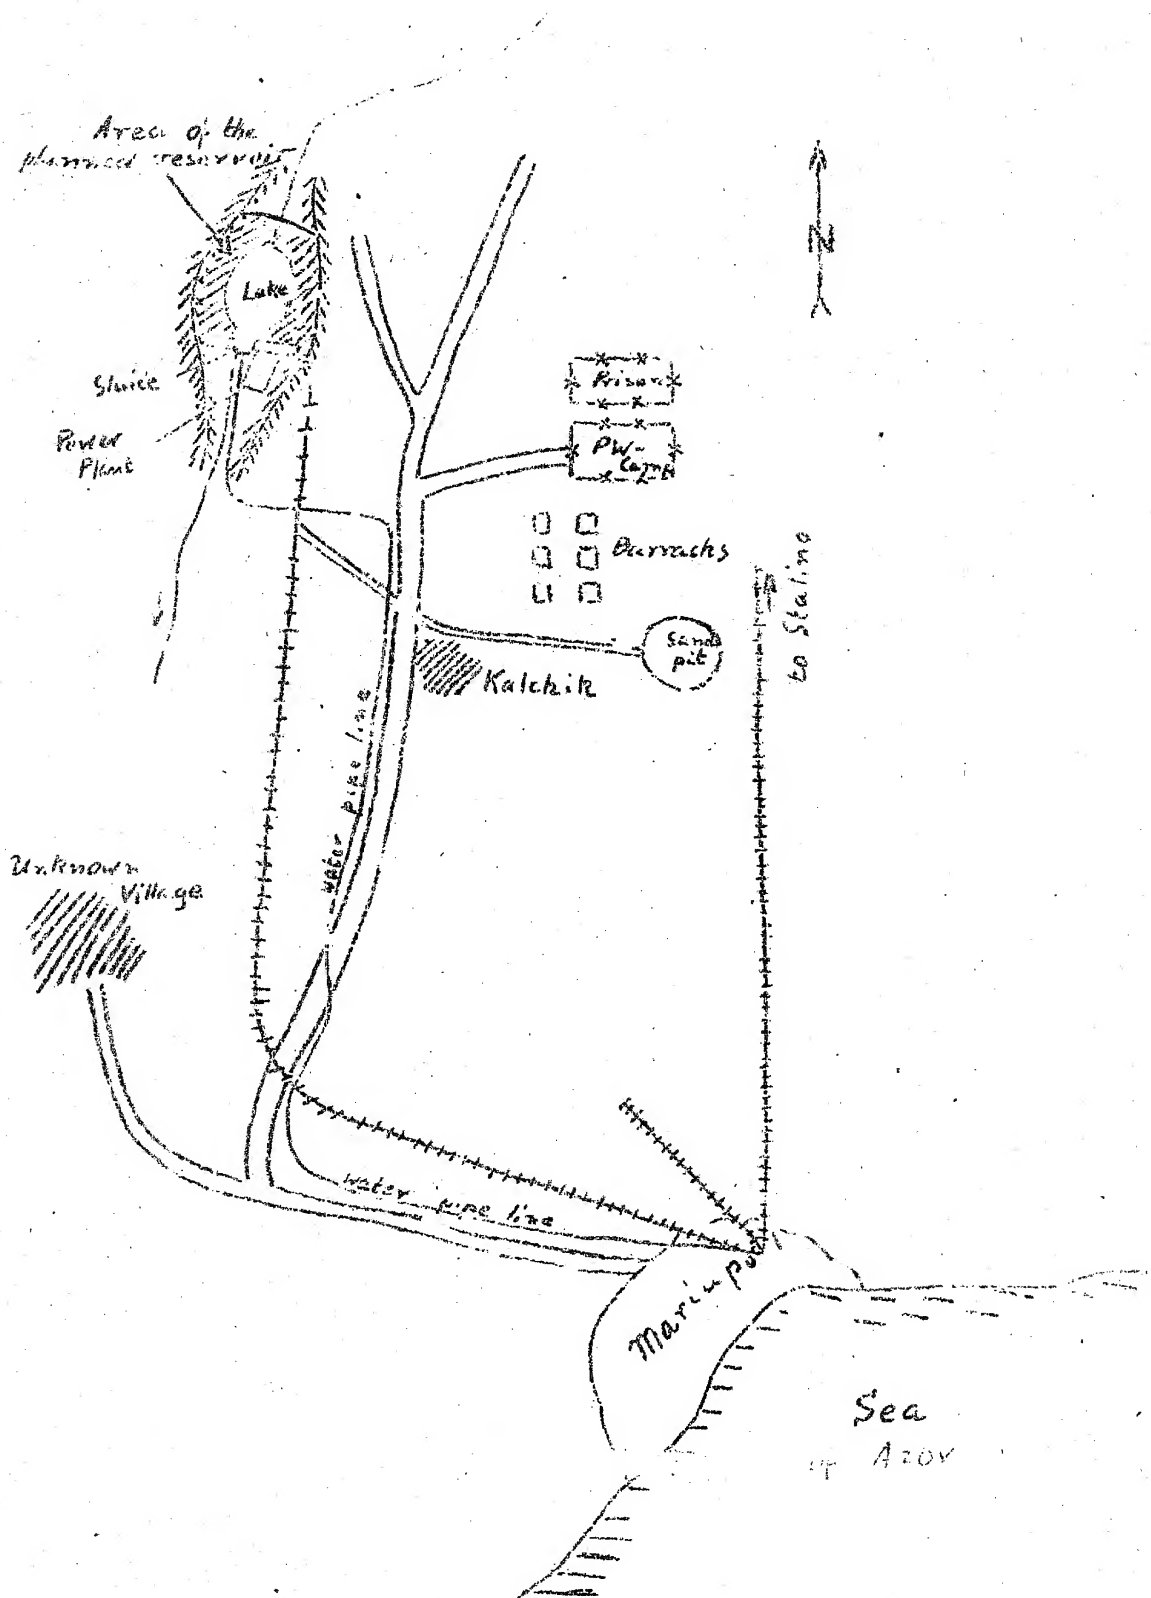 Area of the
planned reservoir
N
Lake
Prison
Sluice
Power
Plant
PW-
Camp
Barracks
to Stalino
Sand
pit
Kalchik
water pipe line
Unknown
Village
water pipe line
Mariupol
Sea
of Azov